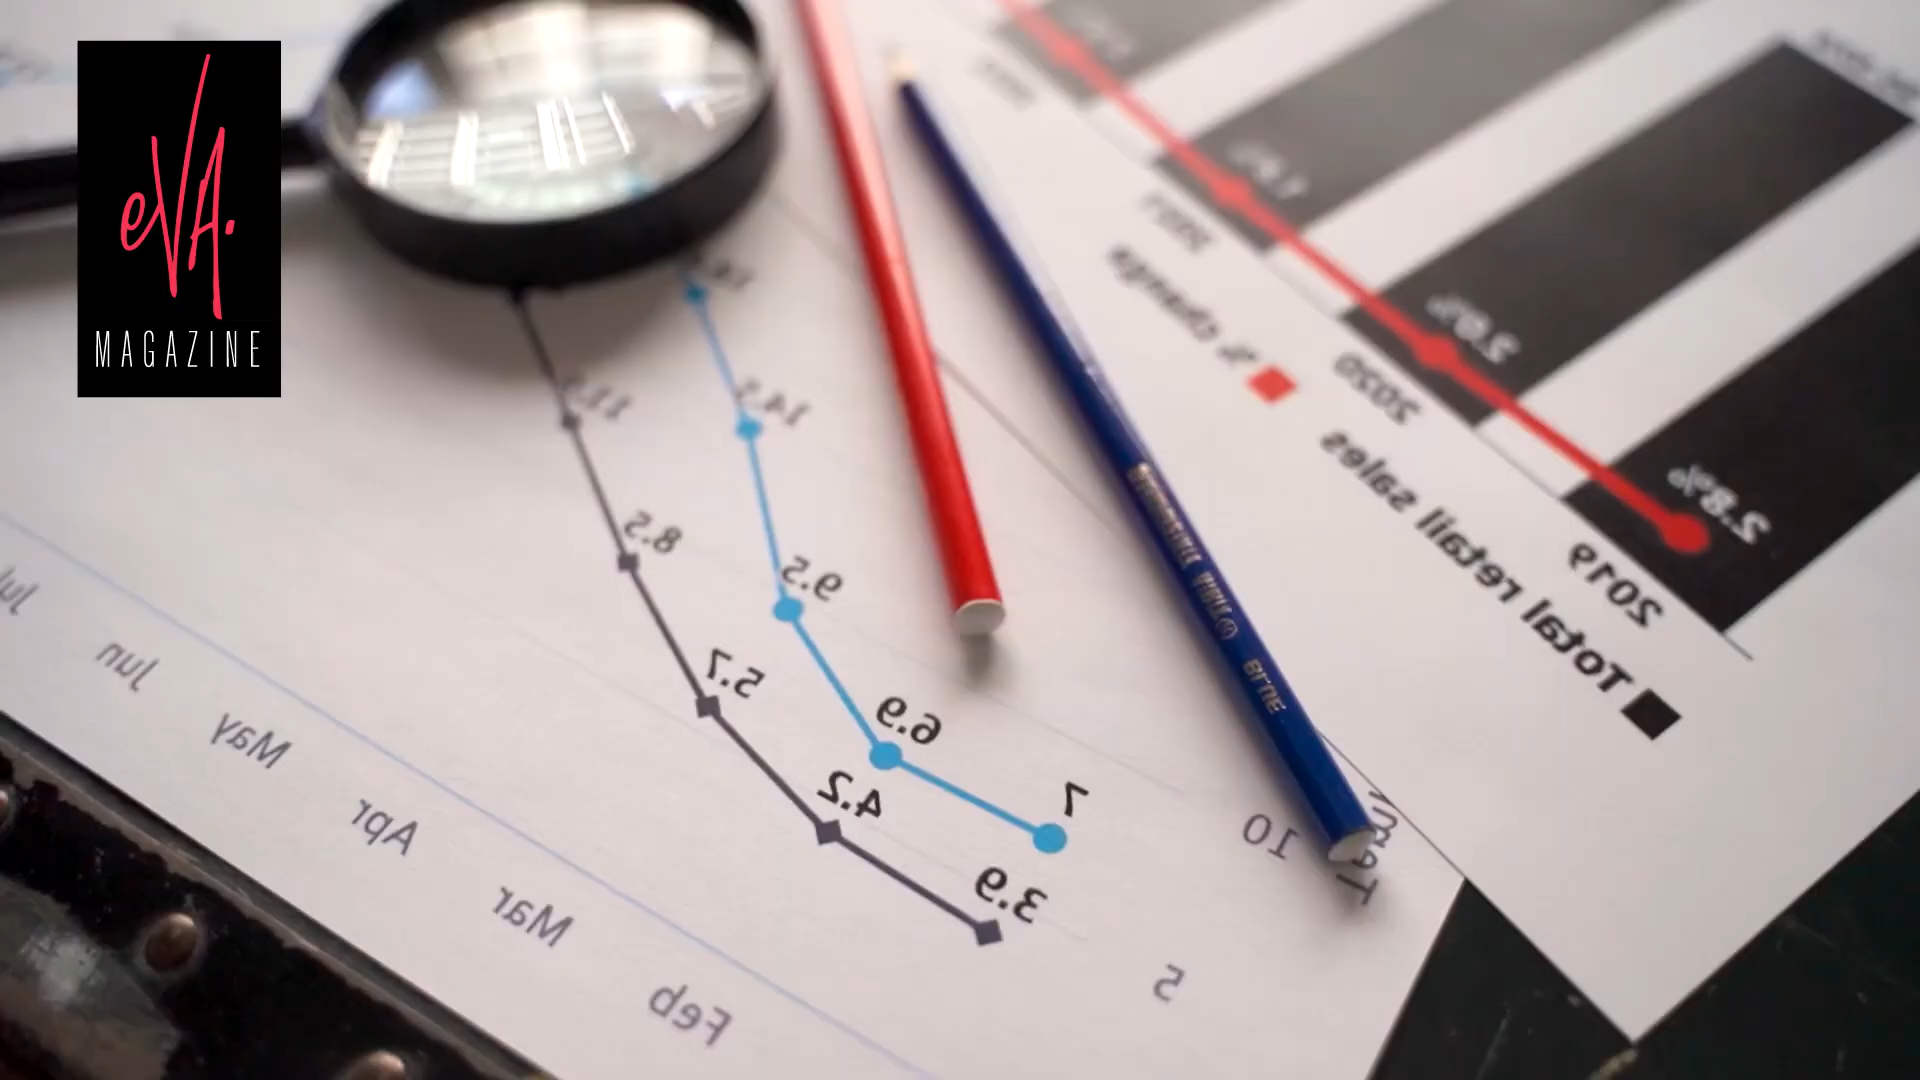 eVA.
MAGAZINE
2.8%
2.0%
2019
2020
2021
Total retail sales
% change
14.5
9.5
6.9
7
8.5
5.7
4.2
3.9
10
5
Feb
Mar
Apr
May
Jun
Jul